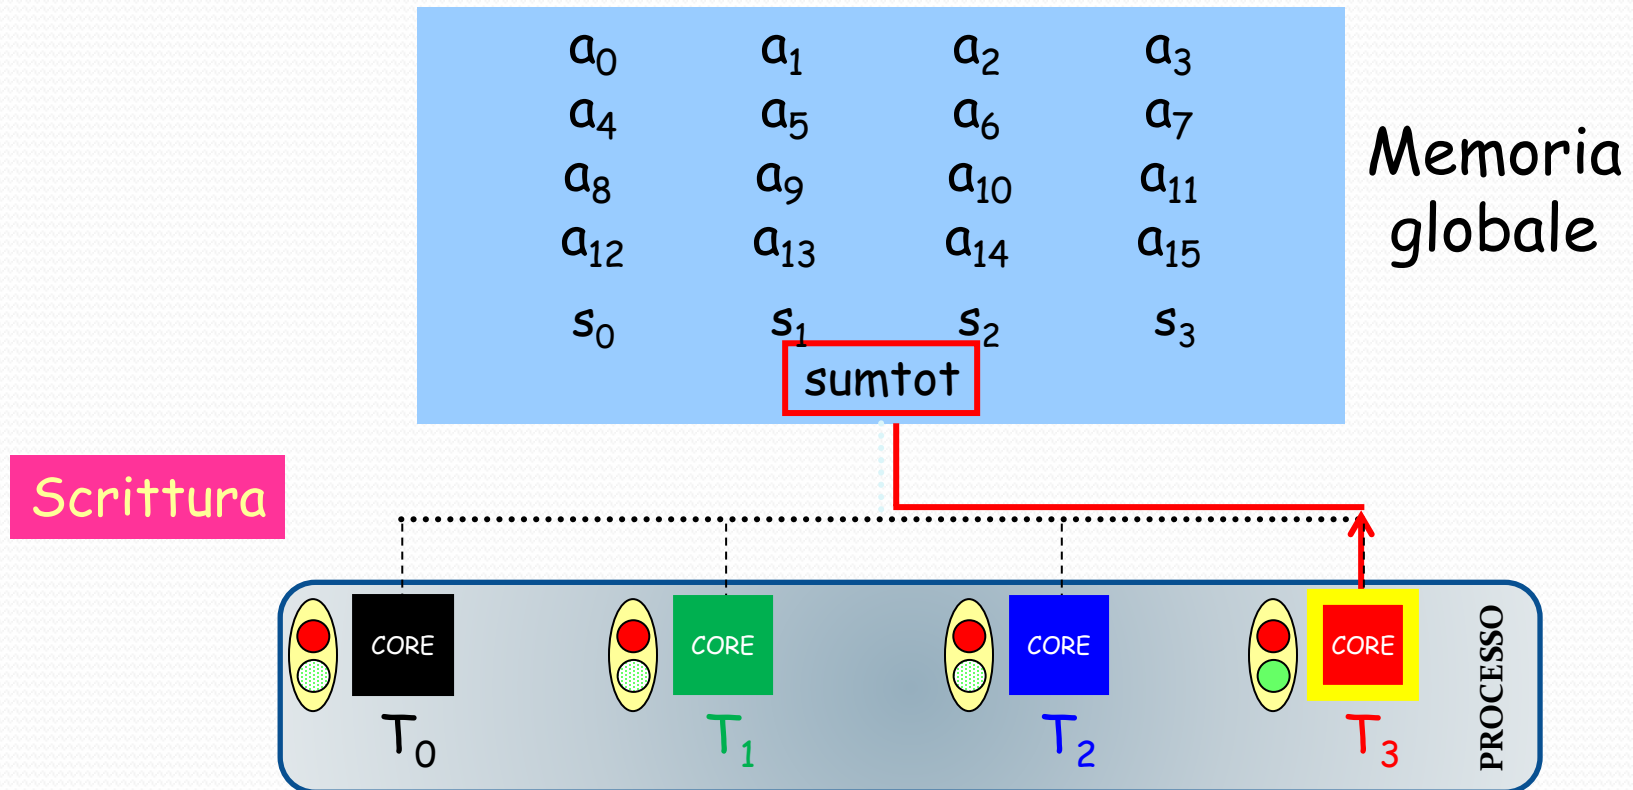 a₀ a₁ a₂ a₃
a₄ a₅ a₆ a₇
a₈ a₉ a₁₀ a₁₁
a₁₂ a₁₃ a₁₄ a₁₅
s₀ s₁ s₂ s₃
sumtot
Memoria
globale
Scrittura
CORE CORE CORE CORE
T₀ T₁ T₂ T₃
PROCESSO